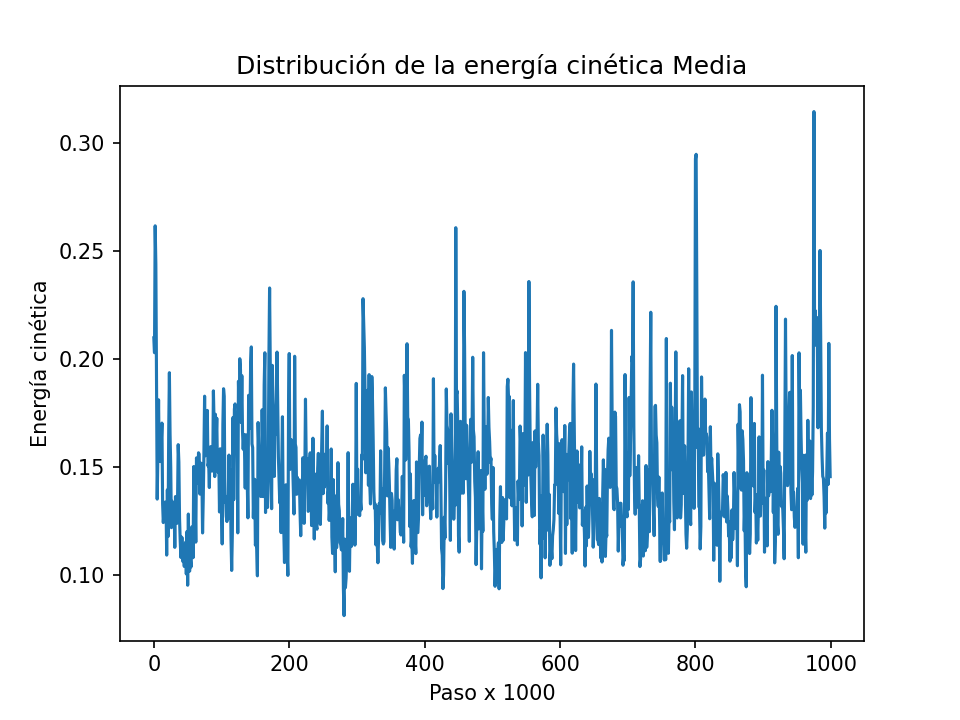 Distribución de la energía cinética Media
Energía cinética
0.30
0.25
0.20
0.15
0.10
0 200 400 600 800 1000
Paso x 1000